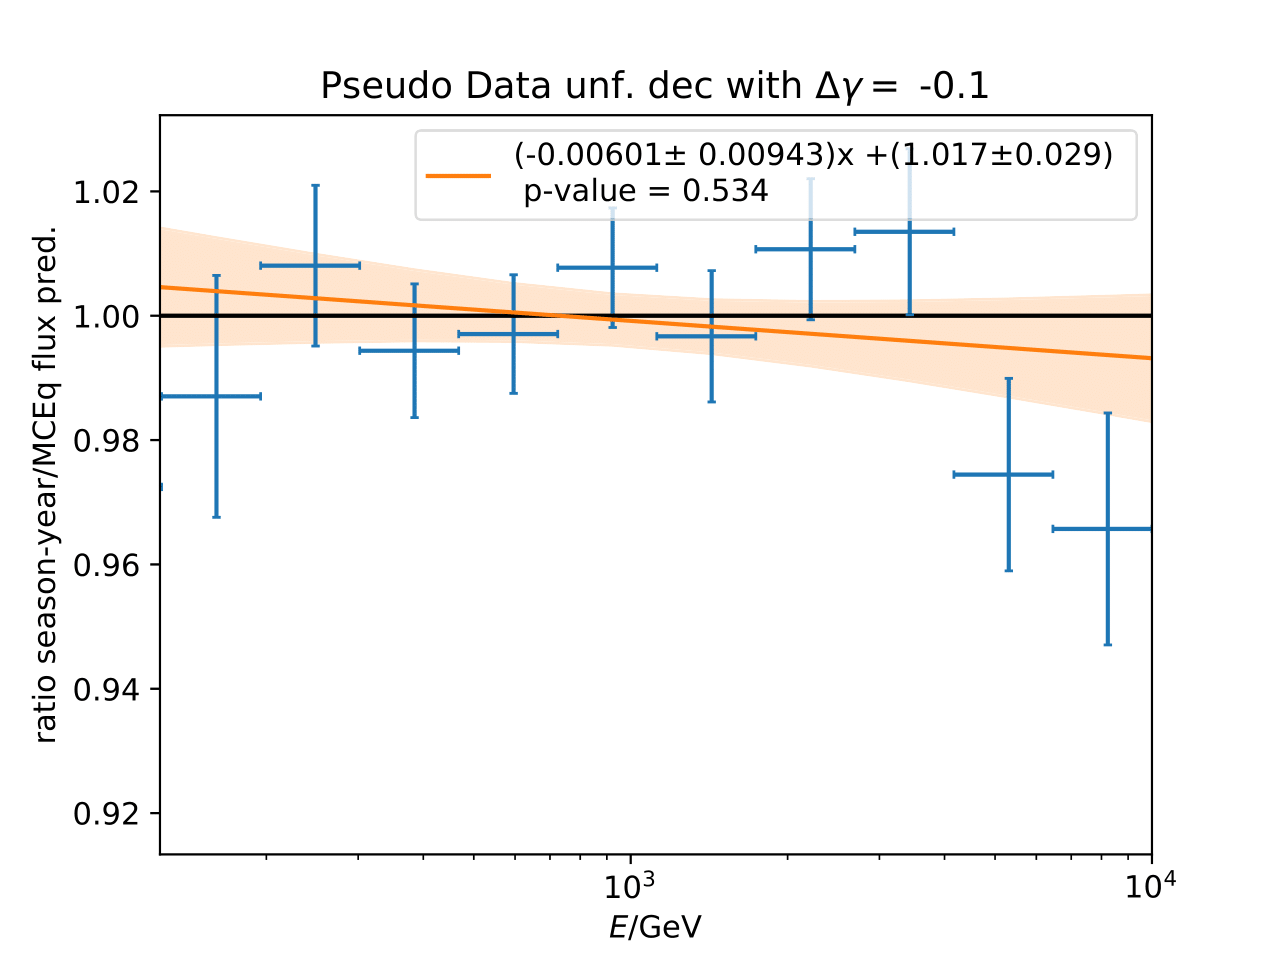 Pseudo Data unf. dec with Δγ = -0.1
(-0.00601± 0.00943)x +(1.017±0.029)
p-value = 0.534
ratio season-year/MCEq flux pred.
1.02
1.00
0.98
0.96
0.94
0.92
10³
10⁴
E/GeV